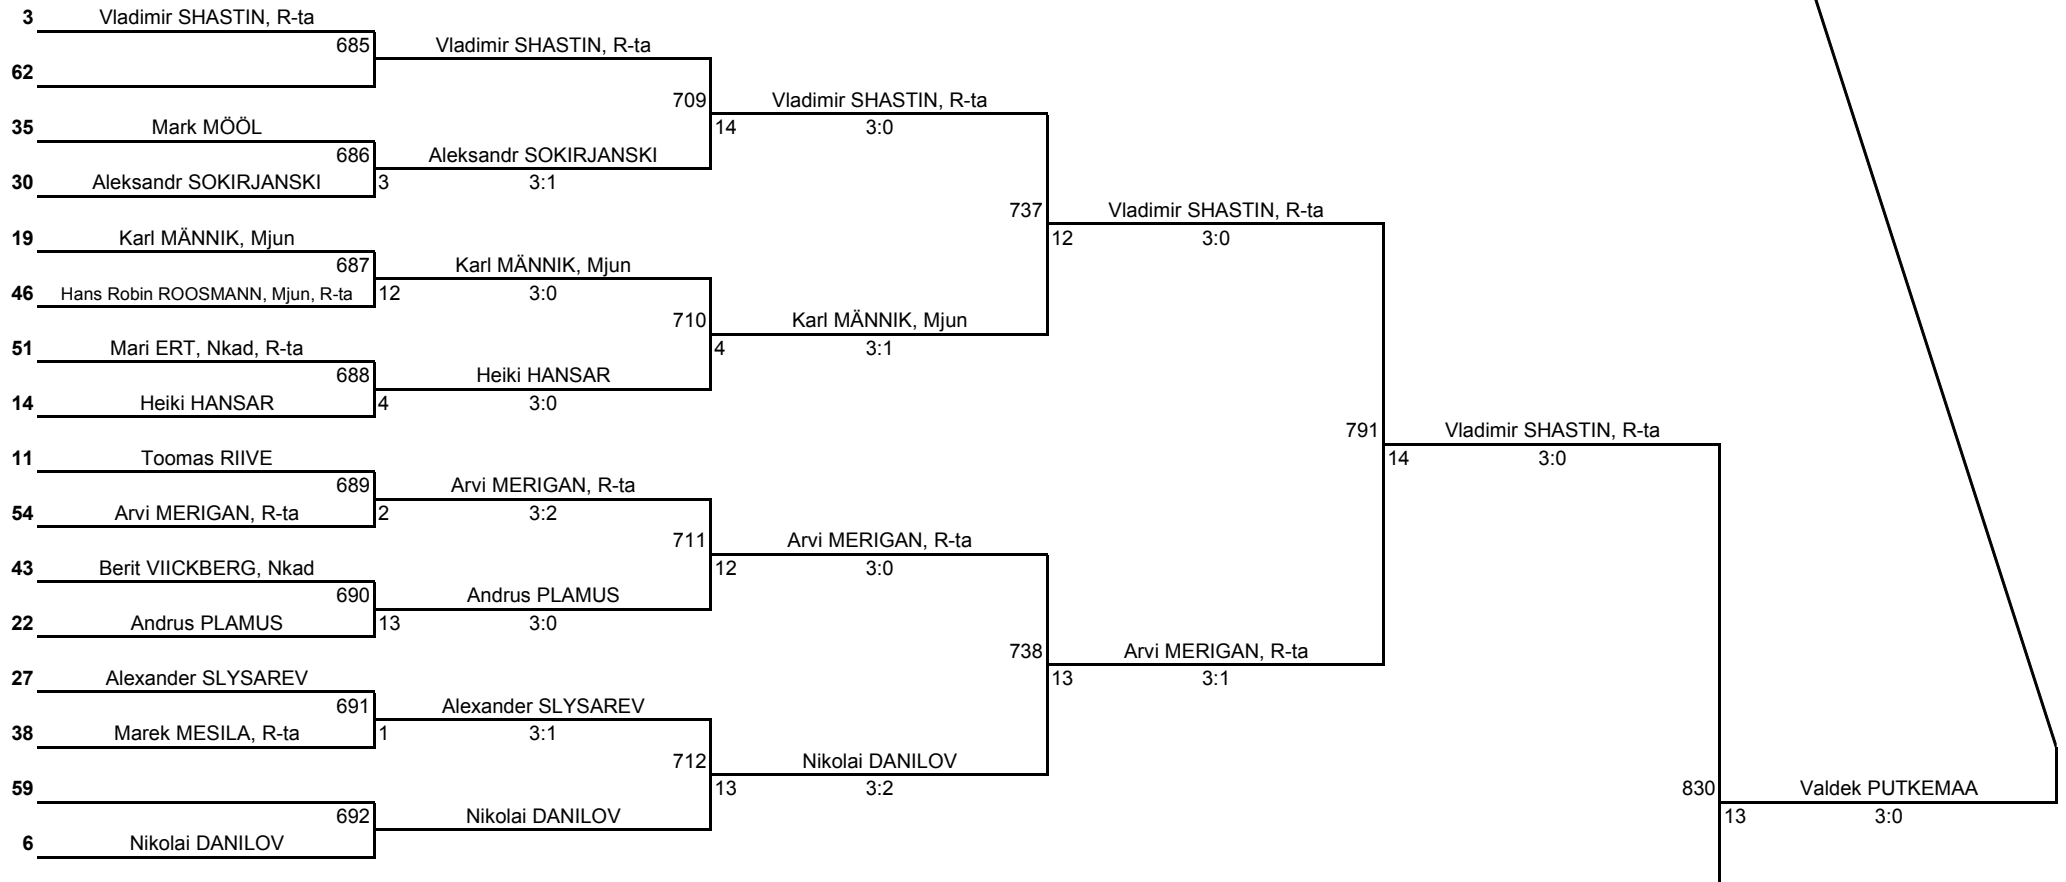 3 Vladimir SHASTIN, R-ta
685 Vladimir SHASTIN, R-ta
62
709 Vladimir SHASTIN, R-ta
35 Mark MÖÖL
14 3:0
686 Aleksandr SOKIRJANSKI
30 Aleksandr SOKIRJANSKI 3 3:1
737 Vladimir SHASTIN, R-ta
19 Karl MÄNNIK, Mjun
12 3:0
687 Karl MÄNNIK, Mjun
46 Hans Robin ROOSMANN, Mjun, R-ta 12 3:0
710 Karl MÄNNIK, Mjun
51 Mari ERT, Nkad, R-ta
4 3:1
688 Heiki HANSAR
14 Heiki HANSAR 4 3:0
791 Vladimir SHASTIN, R-ta
11 Toomas RIIVE
14 3:0
689 Arvi MERIGAN, R-ta
54 Arvi MERIGAN, R-ta 2 3:2
711 Arvi MERIGAN, R-ta
43 Berit VIICKBERG, Nkad
12 3:0
690 Andrus PLAMUS
22 Andrus PLAMUS 13 3:0
738 Arvi MERIGAN, R-ta
27 Alexander SLYSAREV
13 3:1
691 Alexander SLYSAREV
38 Marek MESILA, R-ta 1 3:1
712 Nikolai DANILOV
59
13 3:2
830 Valdek PUTKEMAA
692 Nikolai DANILOV
13 3:0
6 Nikolai DANILOV